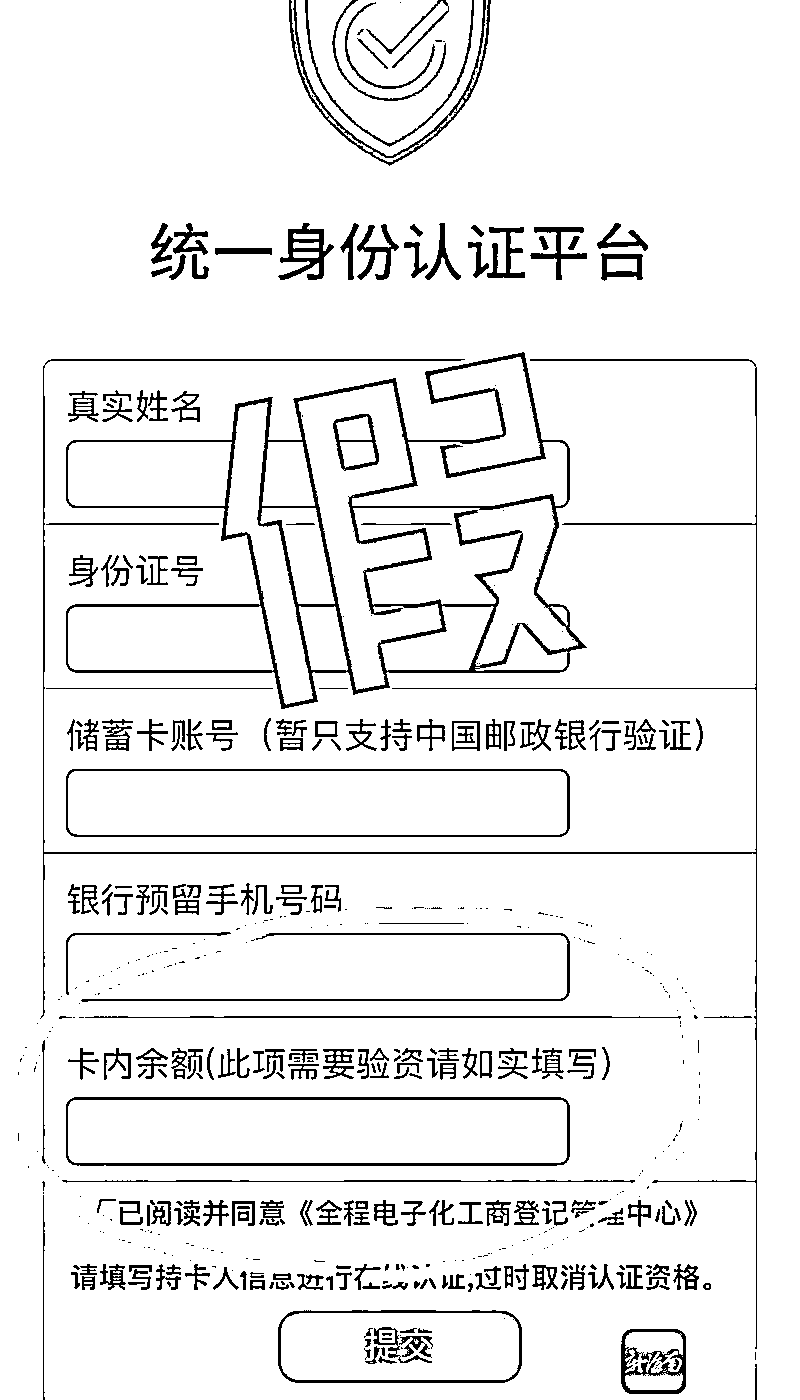 统一身份认证平台
真实姓名
假
身份证号
储蓄卡账号（暂只支持中国邮政银行验证）
银行预留手机号码
卡内余额(此项需要验资请如实填写)
已阅读并同意《全程电子化工商登记管理中心》
请填写持卡人信息进行在线认证,过时取消认证资格。
提交